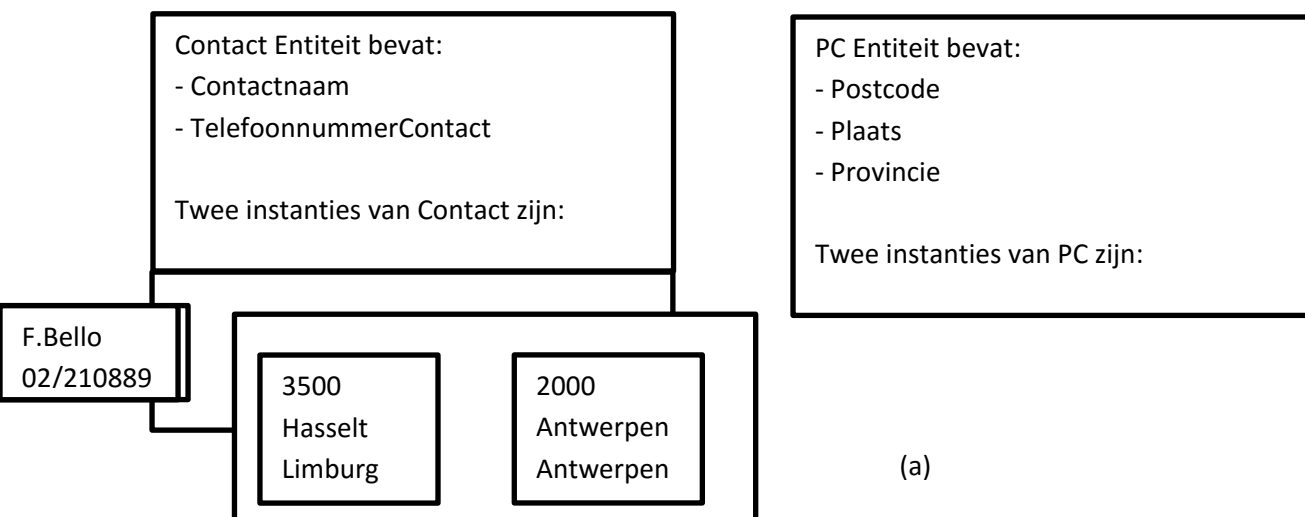 Contact Entiteit bevat:
- Contactnaam
- TelefoonnummerContact
Twee instanties van Contact zijn:
PC Entiteit bevat:
- Postcode
- Plaats
- Provincie
Twee instanties van PC zijn:
F.Bello
02/210889
3500
Hasselt
Limburg
2000
Antwerpen
Antwerpen
(a)